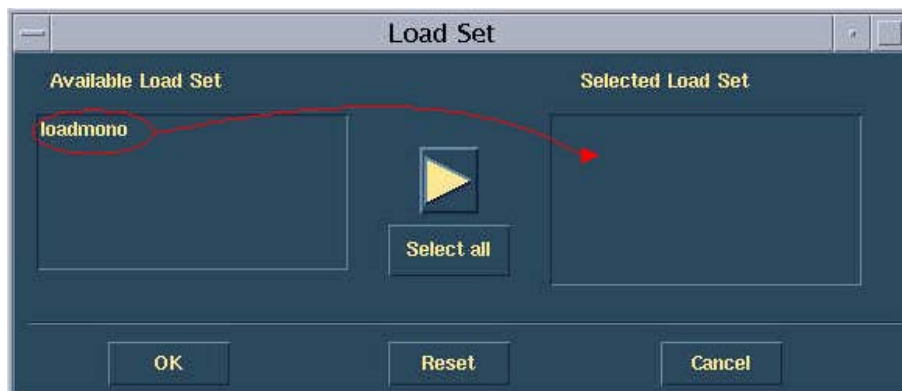 Load Set
Available Load Set
Selected Load Set
loadmono
Select all
OK
Reset
Cancel